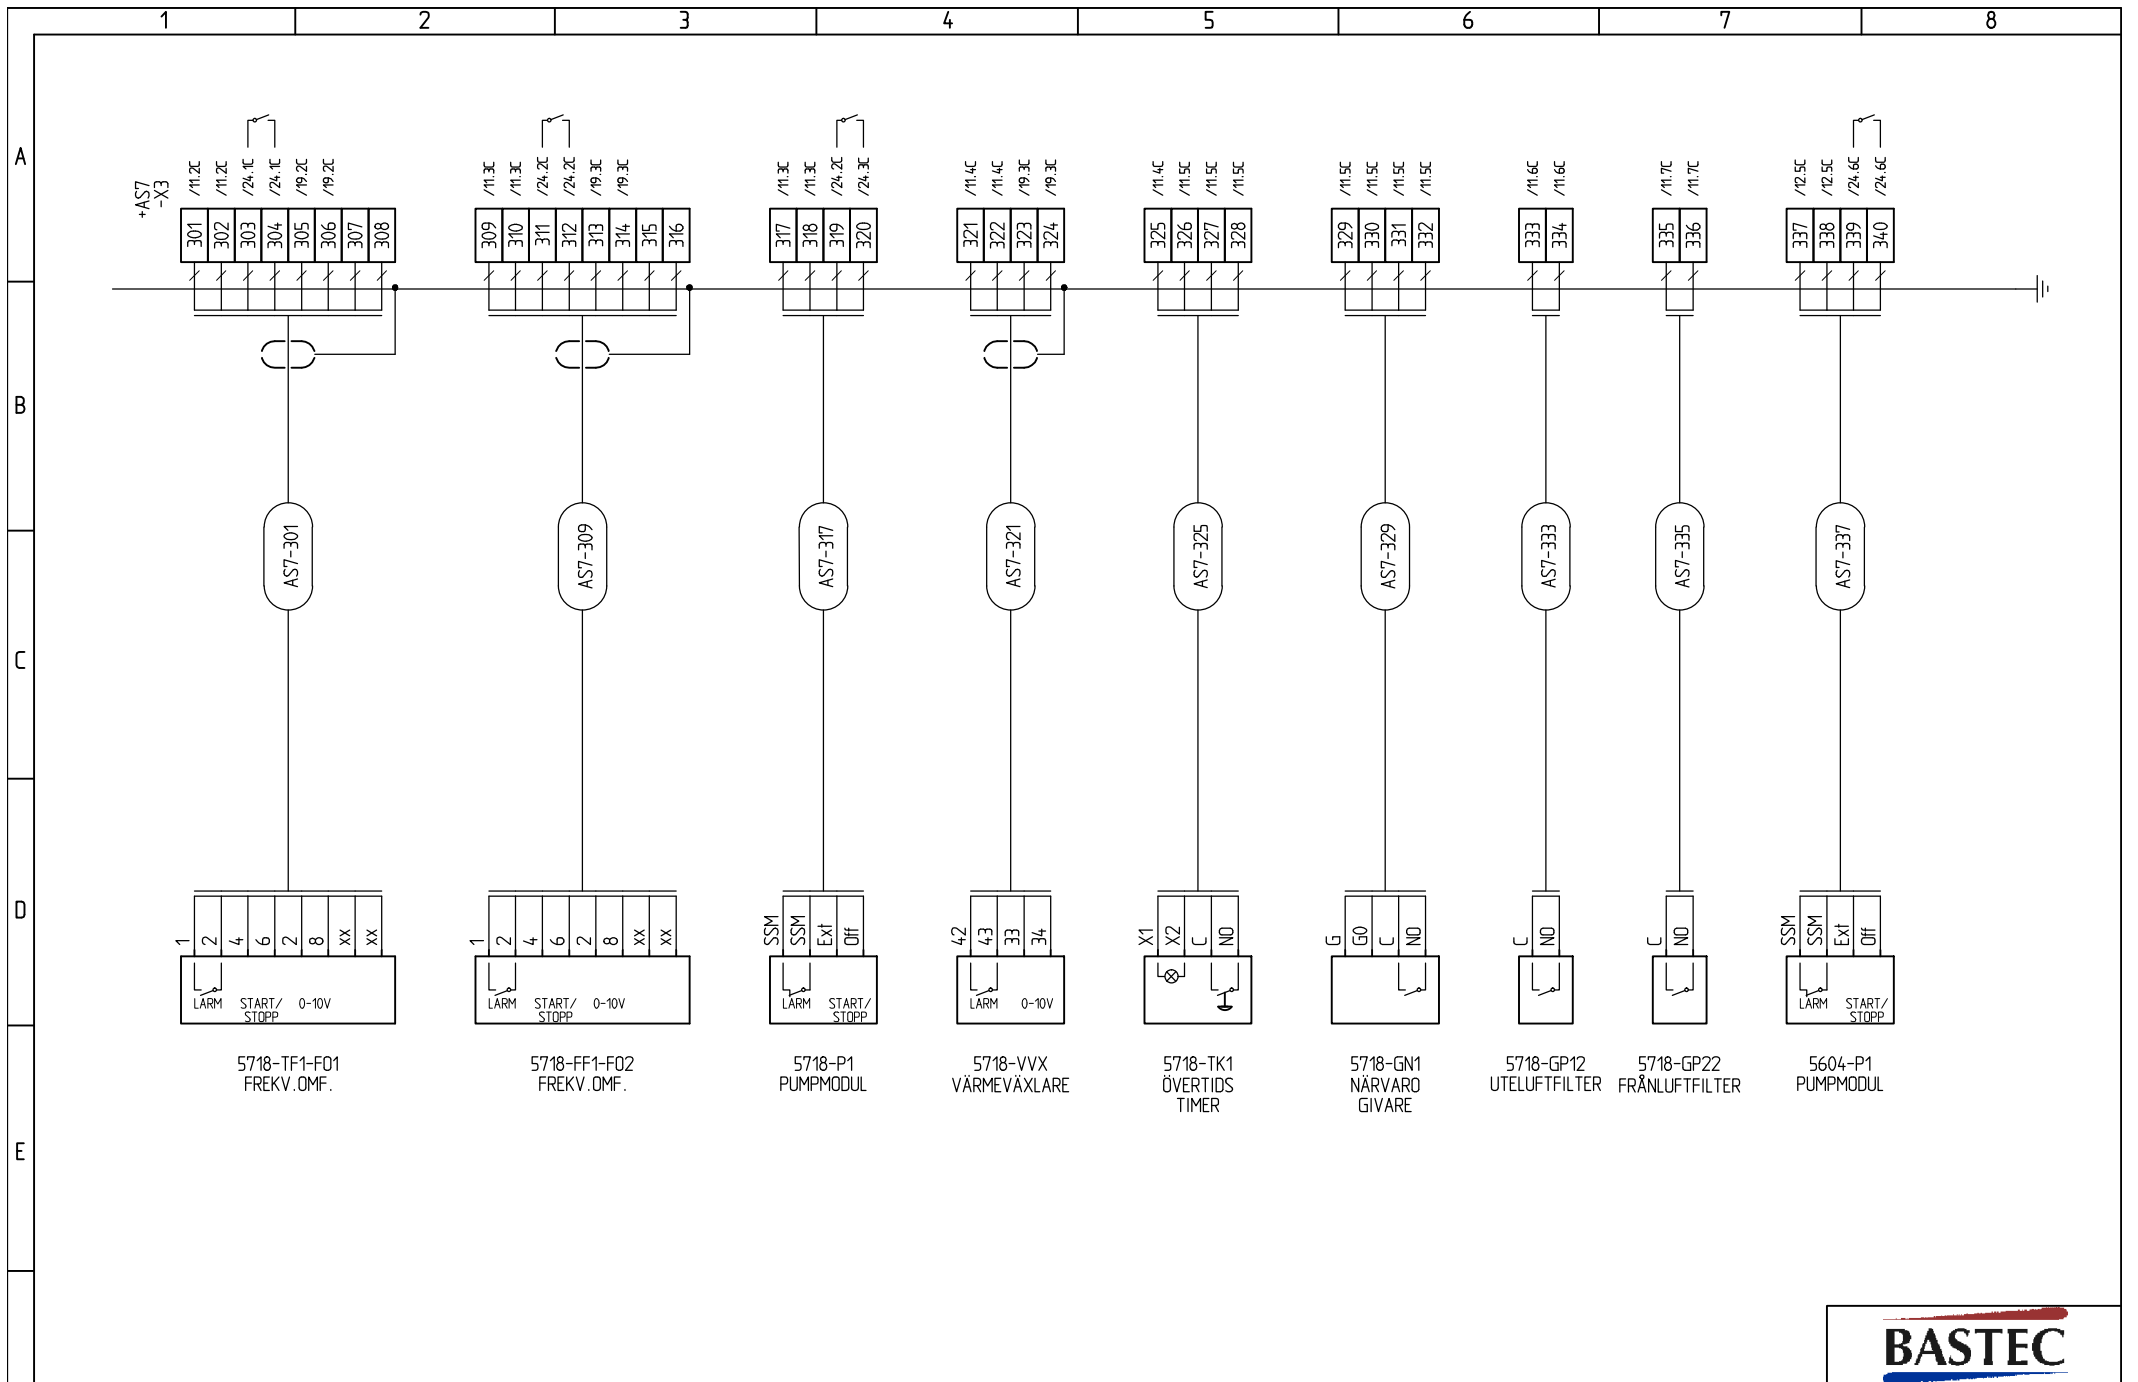 1 2 3 4 5 6 7 8
A
+AS7
-X3
/11.2C /11.2C /24.1C /24.1C /19.2C /19.2C
/11.3C /11.3C /24.2C /24.2C /19.3C /19.3C
/11.3C /11.3C /24.2C /24.3C
/11.4C /11.4C /19.3C /19.3C
/11.4C /11.5C /11.5C /11.5C
/11.5C /11.5C /11.5C /11.5C
/11.6C /11.6C
/11.7C /11.7C
/12.5C /12.5C /24.6C /24.6C
301 302 303 304 305 306 307 308
309 310 311 312 313 314 315 316
317 318 319 320
321 322 323 324
325 326 327 328
329 330 331 332
333 334
335 336
337 338 339 340
B
AS7-301
AS7-309
AS7-317
AS7-321
AS7-325
AS7-329
AS7-333
AS7-335
AS7-337
C
D
1 2 4 6 2 8 xx xx
1 2 4 6 2 8 xx xx
SSM SSM Ext Off
42 43 33 34
X1 X2 C NO
G G0 C NO
C NO
C NO
SSM SSM Ext Off
LARM START/ 0-10V
STOPP
LARM START/ 0-10V
STOPP
LARM START/
STOPP
LARM 0-10V
LARM START/
STOPP
5718-TF1-FO1
FREKV.OMF.
5718-FF1-FO2
FREKV.OMF.
5718-P1
PUMPMODUL
5718-VVX
VÄRMEVÄXLARE
5718-TK1
ÖVERTIDS
TIMER
5718-GN1
NÄRVARO
GIVARE
5718-GP12
UTELUFTFILTER
5718-GP22
FRÅNLUFTFILTER
5604-P1
PUMPMODUL
E
BASTEC